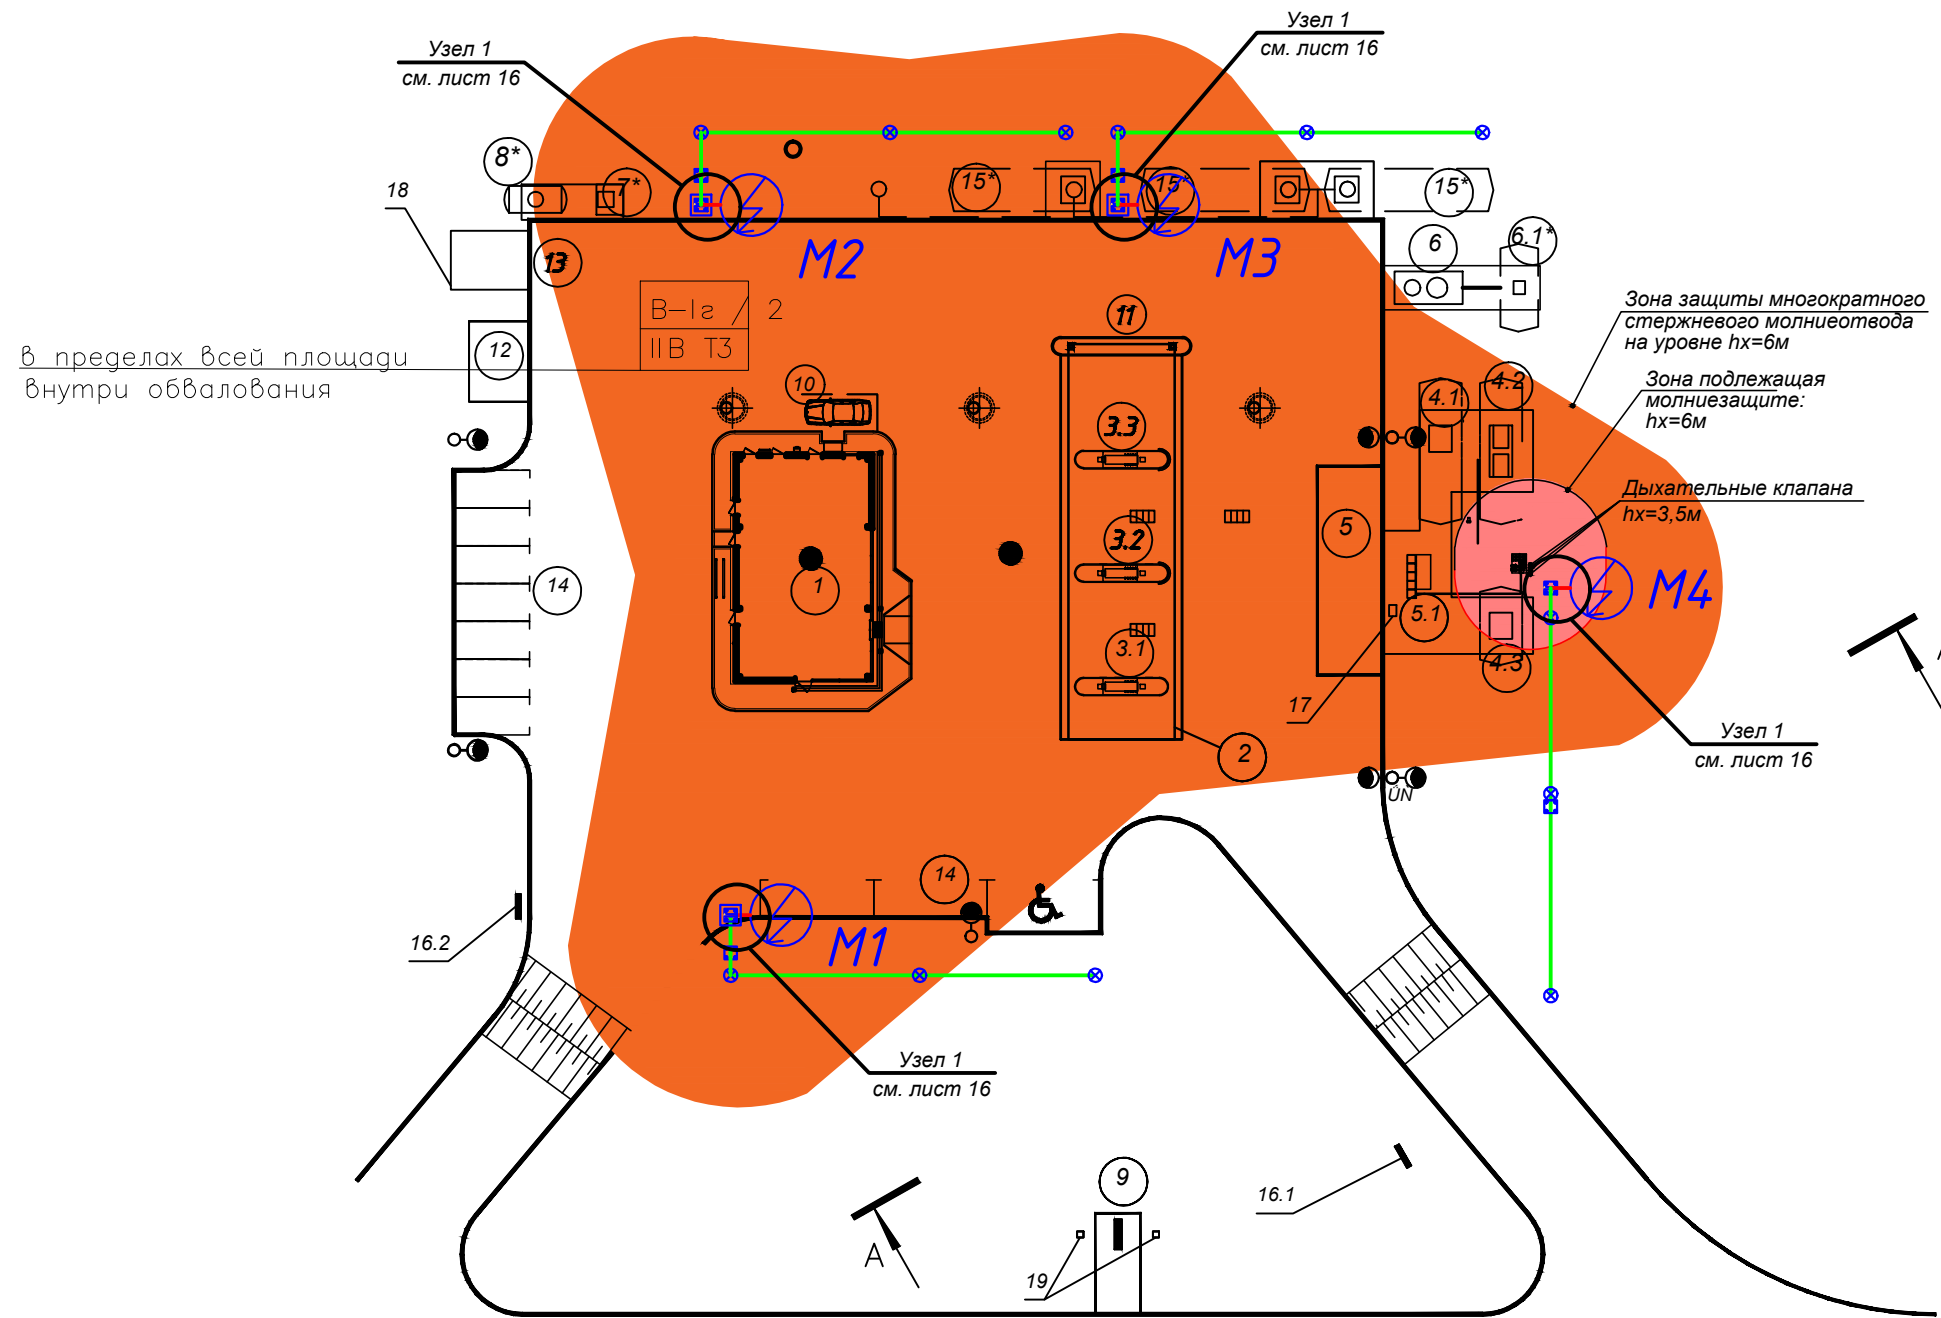 Узел 1
см. лист 16
Узел 1
см. лист 16
8*
7*
15*
15*
15*
18
13
М2
М3
6
6.1*
В-Iг / 2
IIВ Т3
11
Зона защиты многократного
стержневого молниеотвода
на уровне hx=6м
в пределах всей площади
внутри обвалования
12
10
Зона подлежащая
молниезащите:
hx=6м
4.1
4.2
3.3
Дыхательные клапана
hx=3,5м
5
3.2
14
1
М4
5.1
3.1
4.3
17
2
Узел 1
см. лист 16
ÜN
14
16.2
М1
Узел 1
см. лист 16
9
16.1
А
19